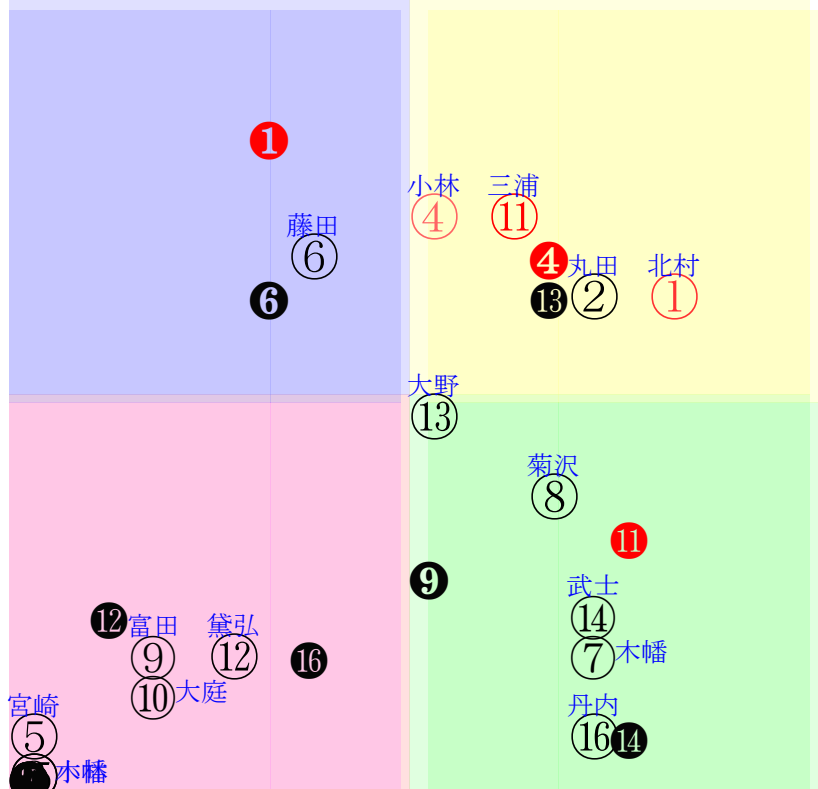 ❶
小林 三浦
④ ⑪
藤田
⑥
❹
丸田 北村
② ①
❻
⓭
大野
⑬
菊沢
⑧
⓫
❾
武士
⑭
⓬
富田 黛弘
⑨ ⑫
⓰
⑦ 木幡
⑩ 大庭
宮崎
⑤
丹内
⑯ ⓮